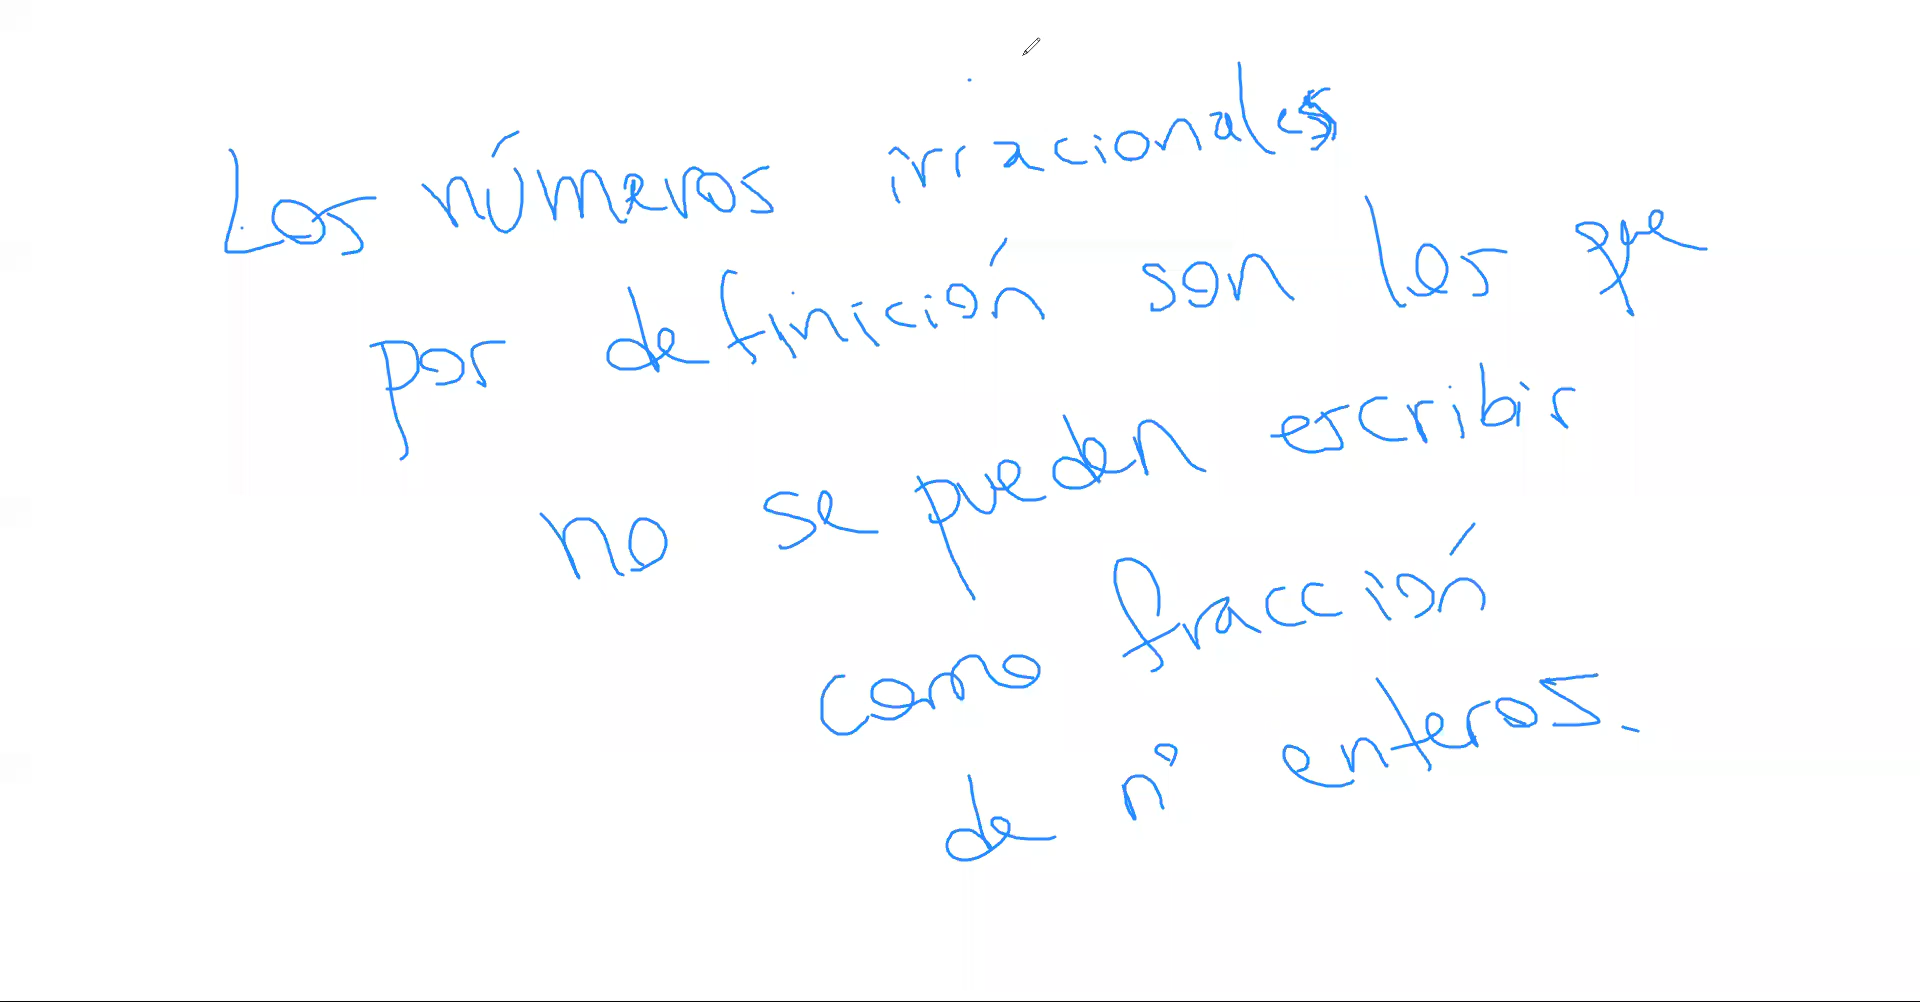 Los números irracionales
por definición son los que
no se pueden escribir
como fracción
de nº enteros.